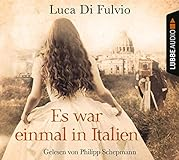 Luca Di Fulvio
LÜBBE AUDIO
Es war
einmal in Italien
Gelesen von Philipp Schepmann